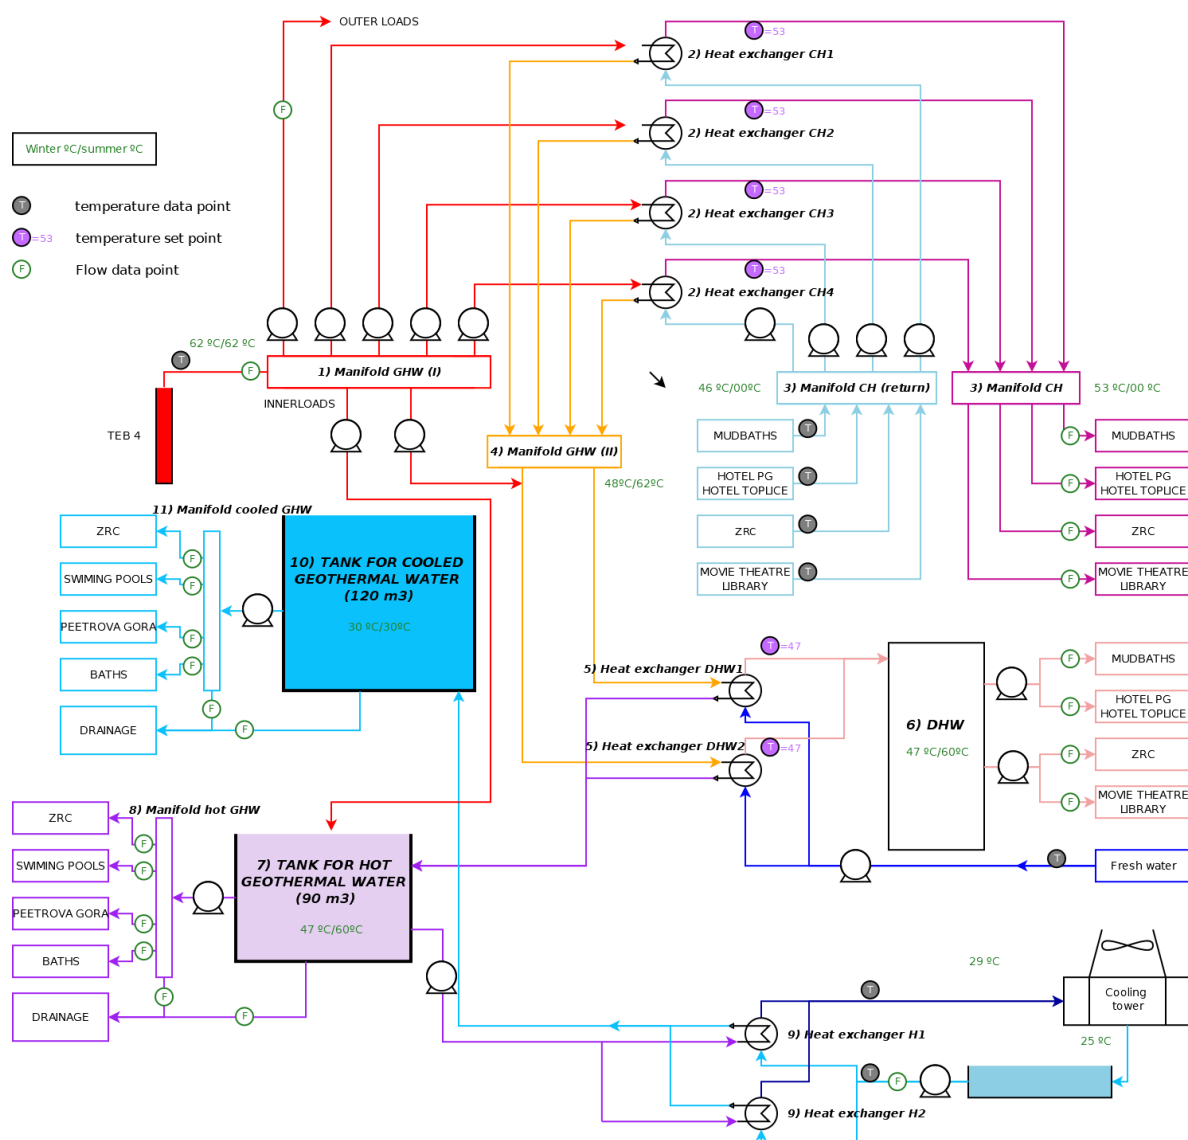 OUTER LOADS
T =53
2) Heat exchanger CH1
F
T =53
2) Heat exchanger CH2
Winter ºC/summer ºC
T temperature data point
T =53 temperature set point
F Flow data point
T =53
2) Heat exchanger CH3
T =53
2) Heat exchanger CH4
62 ºC/62 ºC
T
F
1) Manifold GHW (I)
INNERLOADS
TEB 4
46 ºC/00ºC
3) Manifold CH (return)
3) Manifold CH
53 ºC/00 ºC
MUDBATHS
T
F
MUDBATHS
4) Manifold GHW (II)
48ºC/62ºC
HOTEL PG
HOTEL TOPLICE
T
F
HOTEL PG
HOTEL TOPLICE
ZRC
T
F
ZRC
MOVIE THEATRE
LIBRARY
T
F
MOVIE THEATRE
LIBRARY
11) Manifold cooled GHW
ZRC
F
SWIMING POOLS
F
PEETROVA GORA
F
BATHS
F
DRAINAGE
F
F
10) TANK FOR COOLED
GEOTHERMAL WATER
(120 m3)
30 ºC/30ºC
T =47
5) Heat exchanger DHW1
5) Heat exchanger DHW2
T =47
6) DHW
47 ºC/60ºC
F
MUDBATHS
F
HOTEL PG
HOTEL TOPLICE
F
ZRC
F
MOVIE THEATRE
LIBRARY
T
Fresh water
8) Manifold hot GHW
ZRC
F
SWIMING POOLS
F
PEETROVA GORA
F
BATHS
F
DRAINAGE
F
F
7) TANK FOR HOT
GEOTHERMAL WATER
(90 m3)
47 ºC/60ºC
29 ºC
T
Cooling
tower
9) Heat exchanger H1
25 ºC
T
F
9) Heat exchanger H2